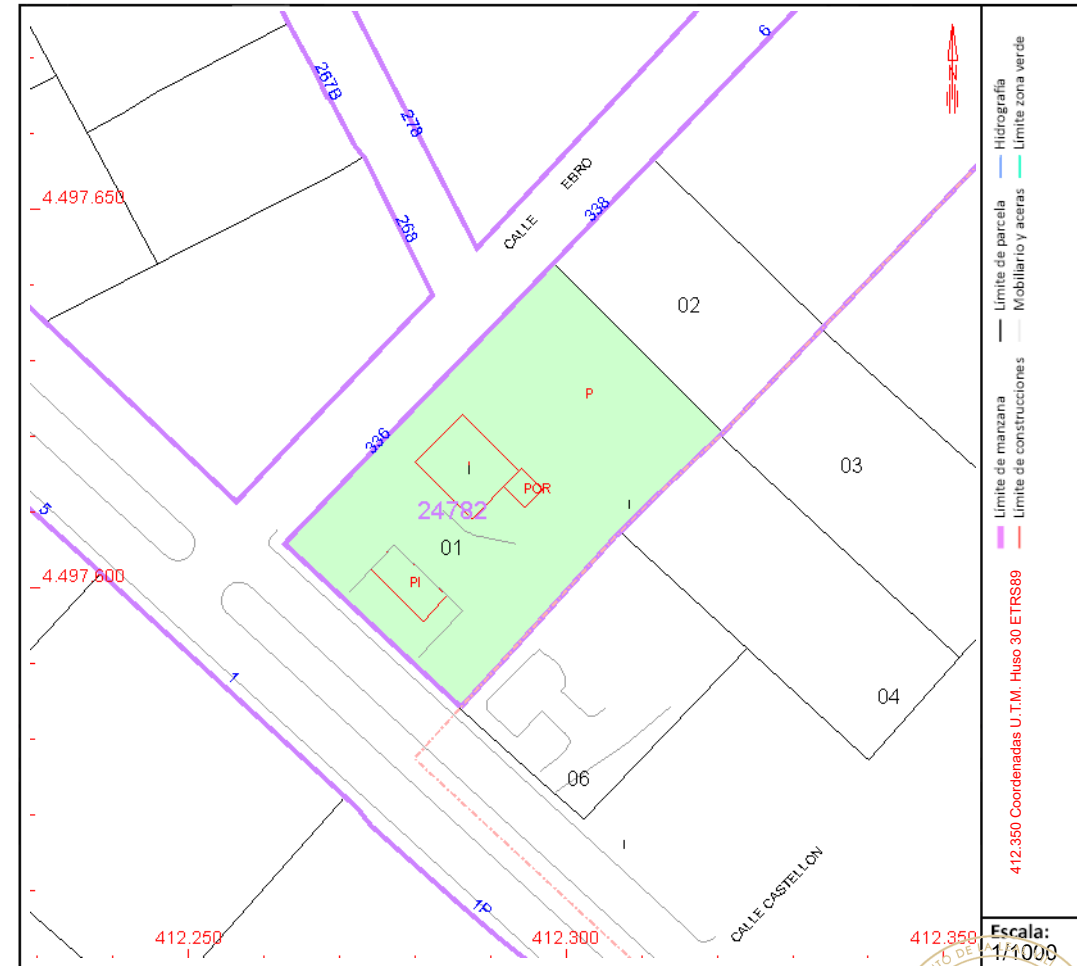 6
267B
278
4.497.650
EBRO
CALLE
338
268
02
P
336
03
I
POR
24782
I
5
01
4.497.600
PI
1
04
06
I
CALLE CASTELLON
1P
412.250
412.300
412.350
N
Hidrografía
Límite zona verde
Límite de parcela
Mobiliario y aceras
Límite de manzana
Límite de construcciones
412.350 Coordenadas U.T.M. Huso 30 ETRS89
Escala:
1/1000